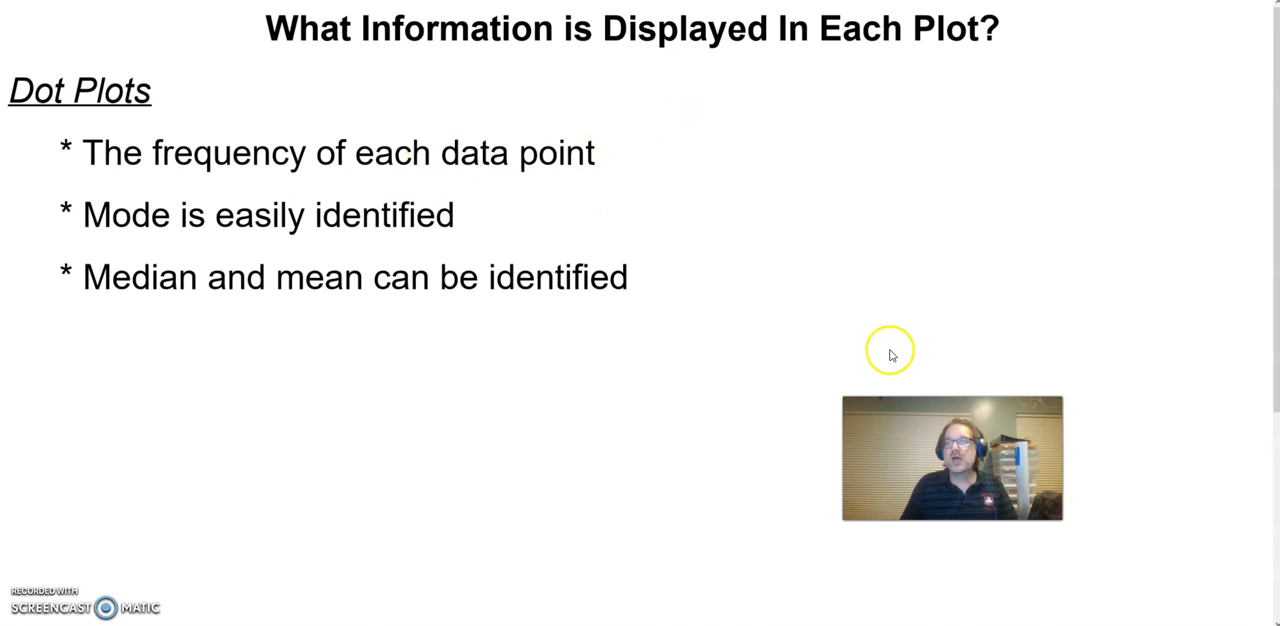 What Information is Displayed In Each Plot?
Dot Plots
* The frequency of each data point
* Mode is easily identified
* Median and mean can be identified
RECORDED WITH
SCREENCAST MATIC